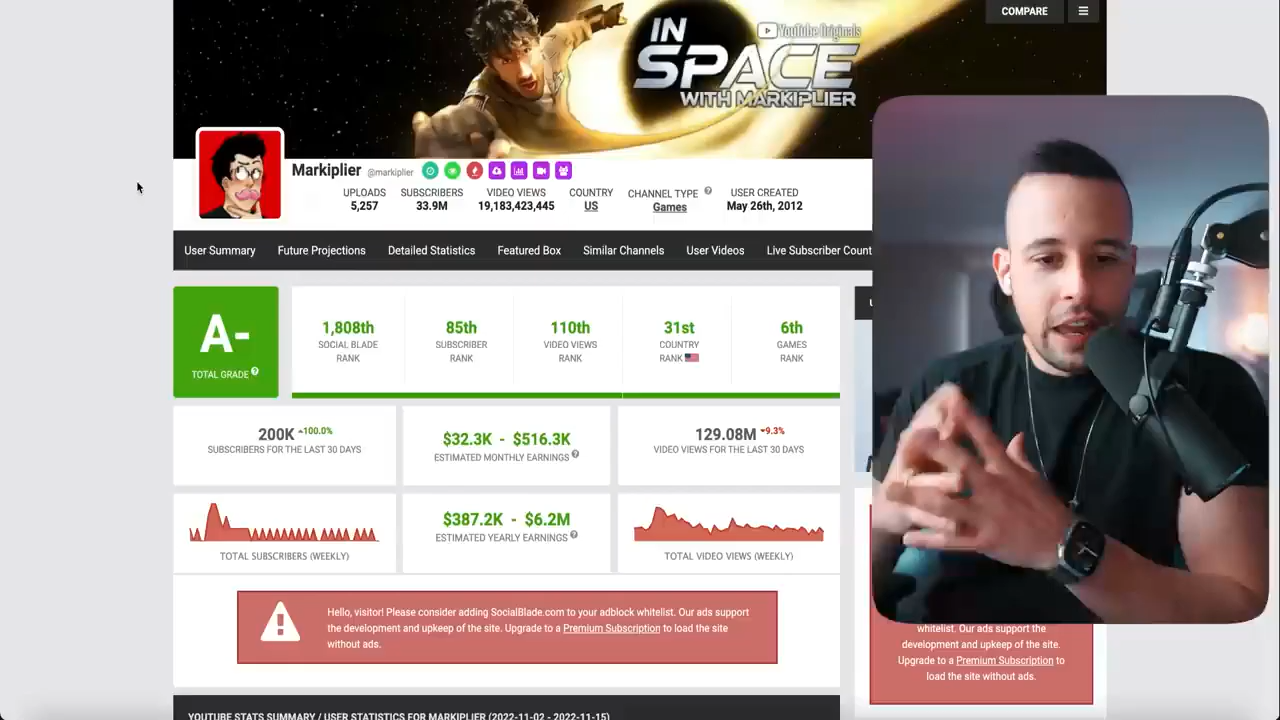 COMPARE
IN
SPACE
WITH MARKIPLIER
YouTube Originals
Markiplier @markiplier
UPLOADS
5,257
SUBSCRIBERS
33.9M
VIDEO VIEWS
19,183,423,445
COUNTRY
US
CHANNEL TYPE ?
Games
USER CREATED
May 26th, 2012
User Summary Future Projections Detailed Statistics Featured Box Similar Channels User Videos Live Subscriber Count
A-
TOTAL GRADE ?
1,808th
SOCIAL BLADE
RANK
85th
SUBSCRIBER
RANK
110th
VIDEO VIEWS
RANK
31st
COUNTRY
RANK
6th
GAMES
RANK
200K 100.0%
SUBSCRIBERS FOR THE LAST 30 DAYS
$32.3K - $516.3K
ESTIMATED MONTHLY EARNINGS ?
129.08M 9.3%
VIDEO VIEWS FOR THE LAST 30 DAYS
TOTAL SUBSCRIBERS (WEEKLY)
$387.2K - $6.2M
ESTIMATED YEARLY EARNINGS ?
TOTAL VIDEO VIEWS (WEEKLY)
Hello, visitor! Please consider adding SocialBlade.com to your adblock whitelist. Our ads support
the development and upkeep of the site. Upgrade to a Premium Subscription to load the site
without ads.
whitelist. Our ads support the
development and upkeep of the site.
Upgrade to a Premium Subscription to
load the site without ads.
YOUTUBE STATS SUMMARY / USER STATISTICS FOR MARKIPLIER (2022-11-02 - 2022-11-15)